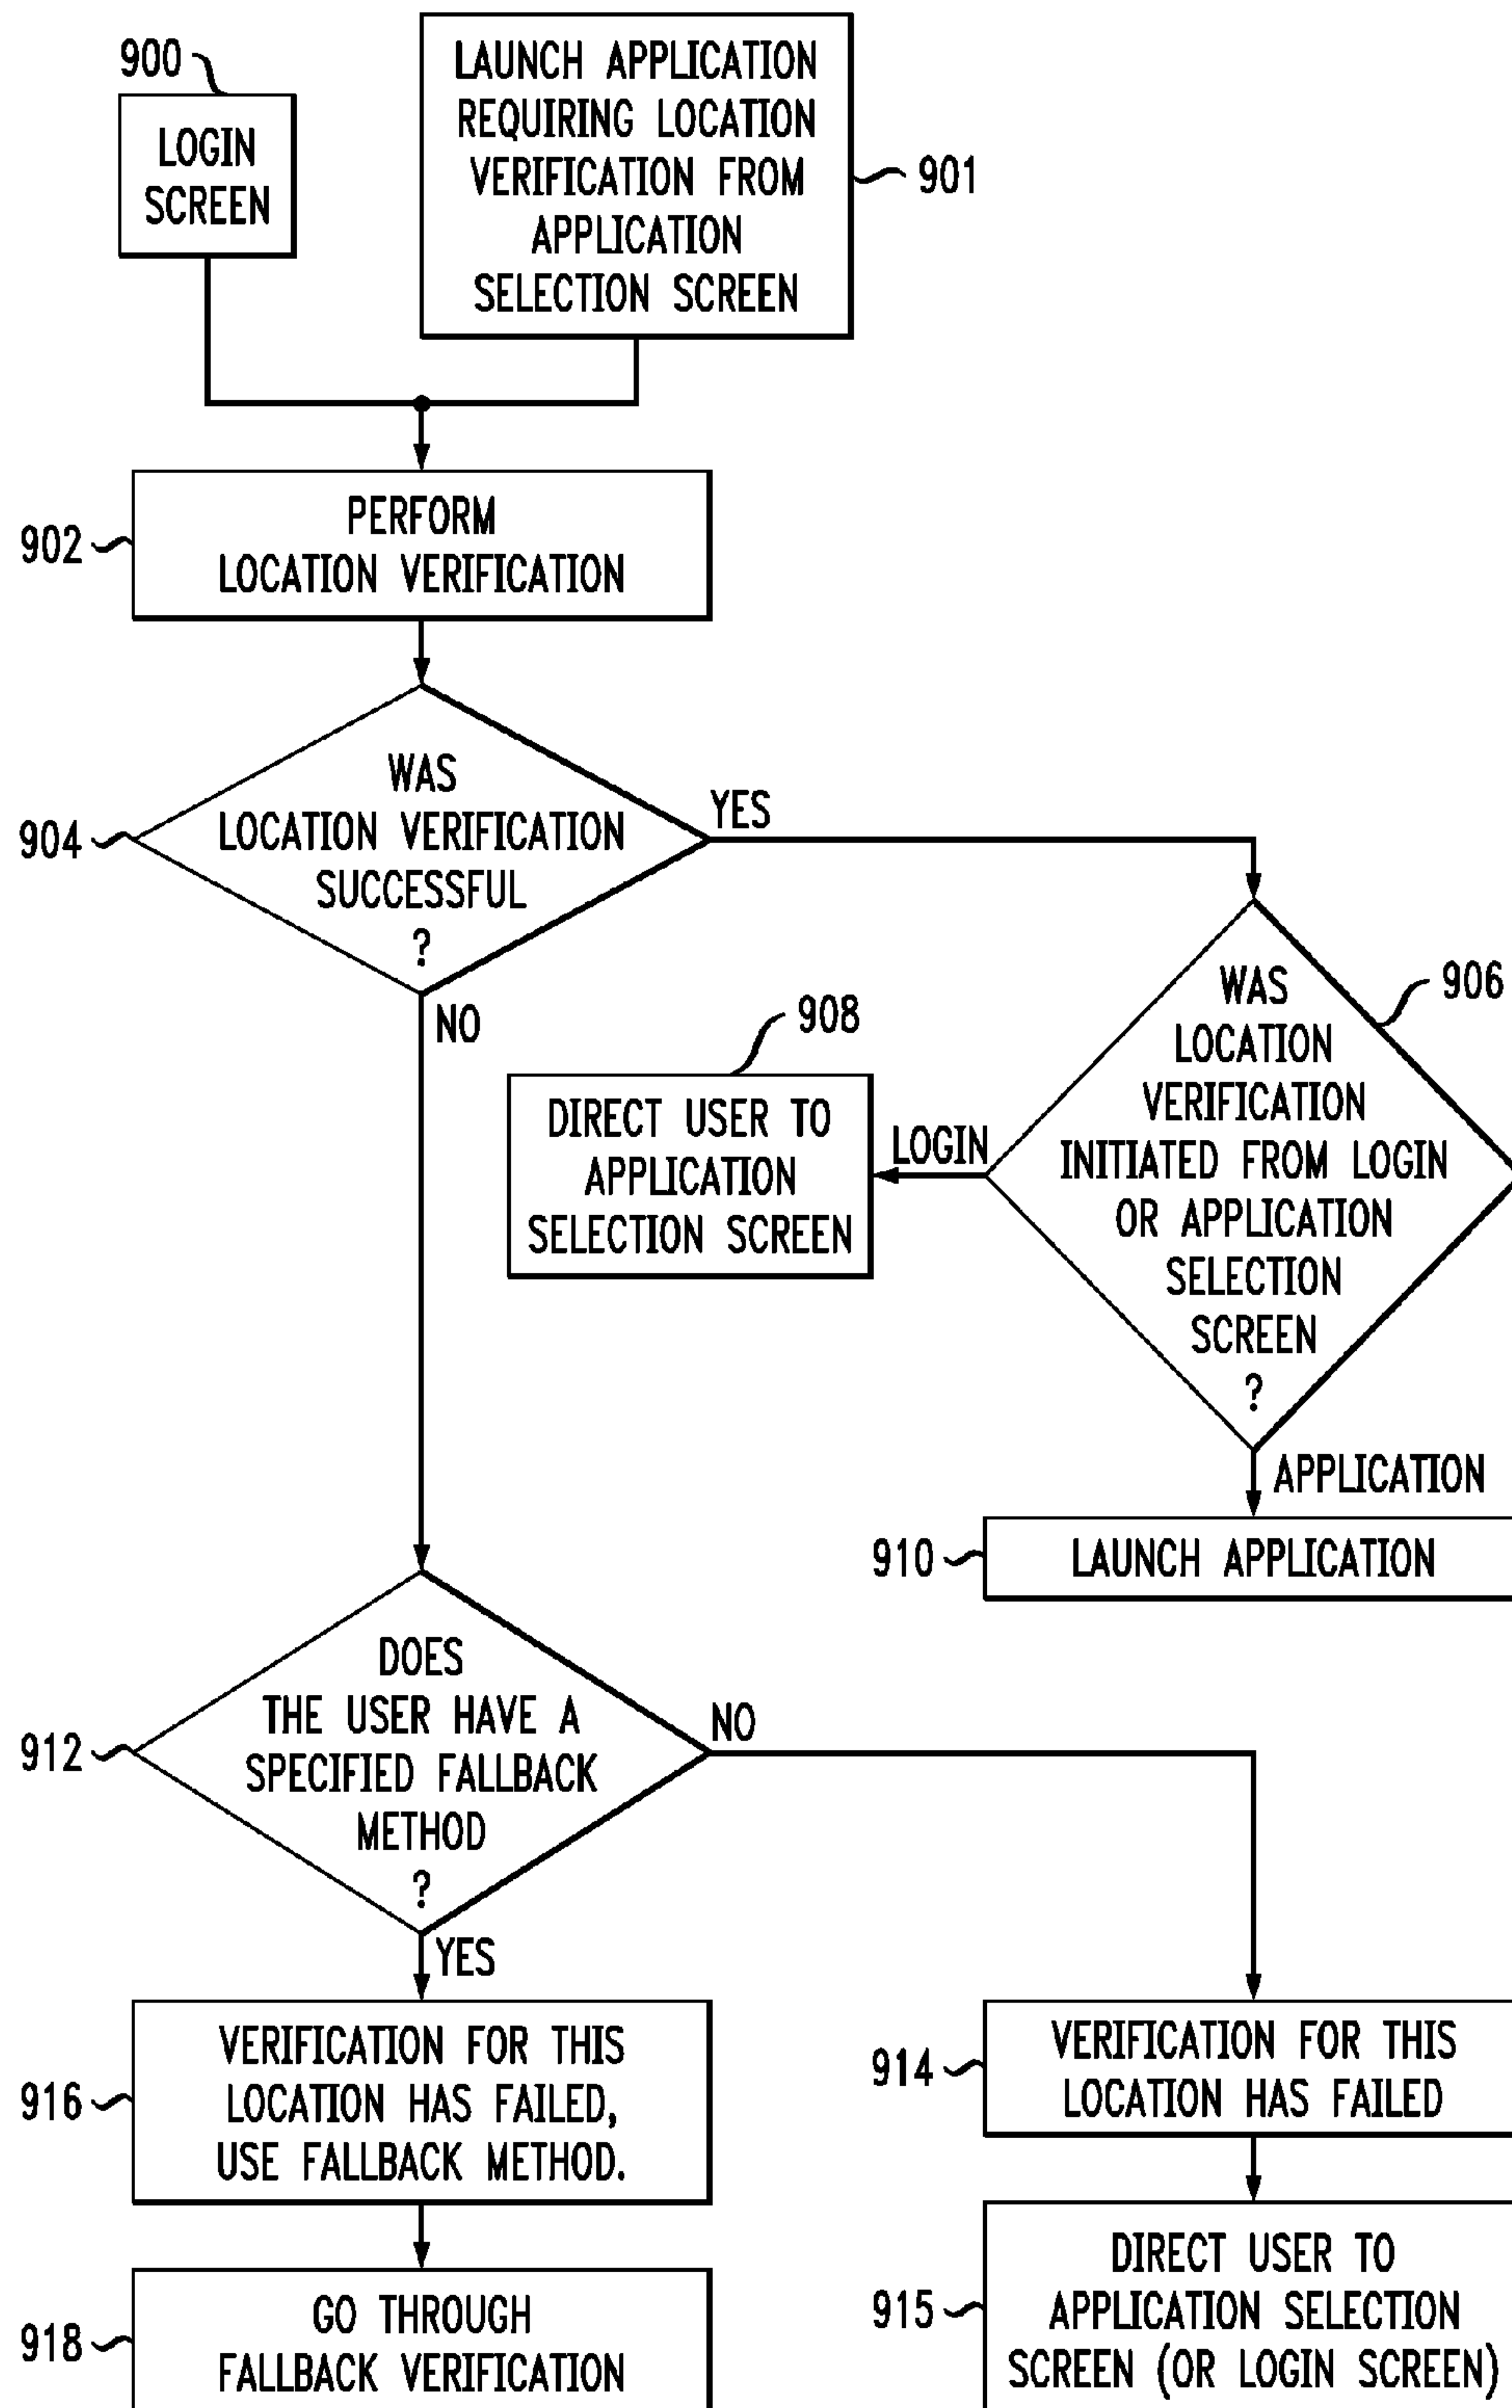 900
LOGIN
SCREEN
LAUNCH APPLICATION
REQUIRING LOCATION
VERIFICATION FROM
APPLICATION
SELECTION SCREEN
901
902
PERFORM
LOCATION VERIFICATION
904
WAS
LOCATION VERIFICATION
SUCCESSFUL
?
YES
NO
906
WAS
LOCATION
VERIFICATION
INITIATED FROM LOGIN
OR APPLICATION
SELECTION
SCREEN
?
LOGIN
908
DIRECT USER TO
APPLICATION
SELECTION SCREEN
APPLICATION
910
LAUNCH APPLICATION
912
DOES
THE USER HAVE A
SPECIFIED FALLBACK
METHOD
?
NO
YES
916
VERIFICATION FOR THIS
LOCATION HAS FAILED,
USE FALLBACK METHOD.
914
VERIFICATION FOR THIS
LOCATION HAS FAILED
918
GO THROUGH
FALLBACK VERIFICATION
915
DIRECT USER TO
APPLICATION SELECTION
SCREEN (OR LOGIN SCREEN)